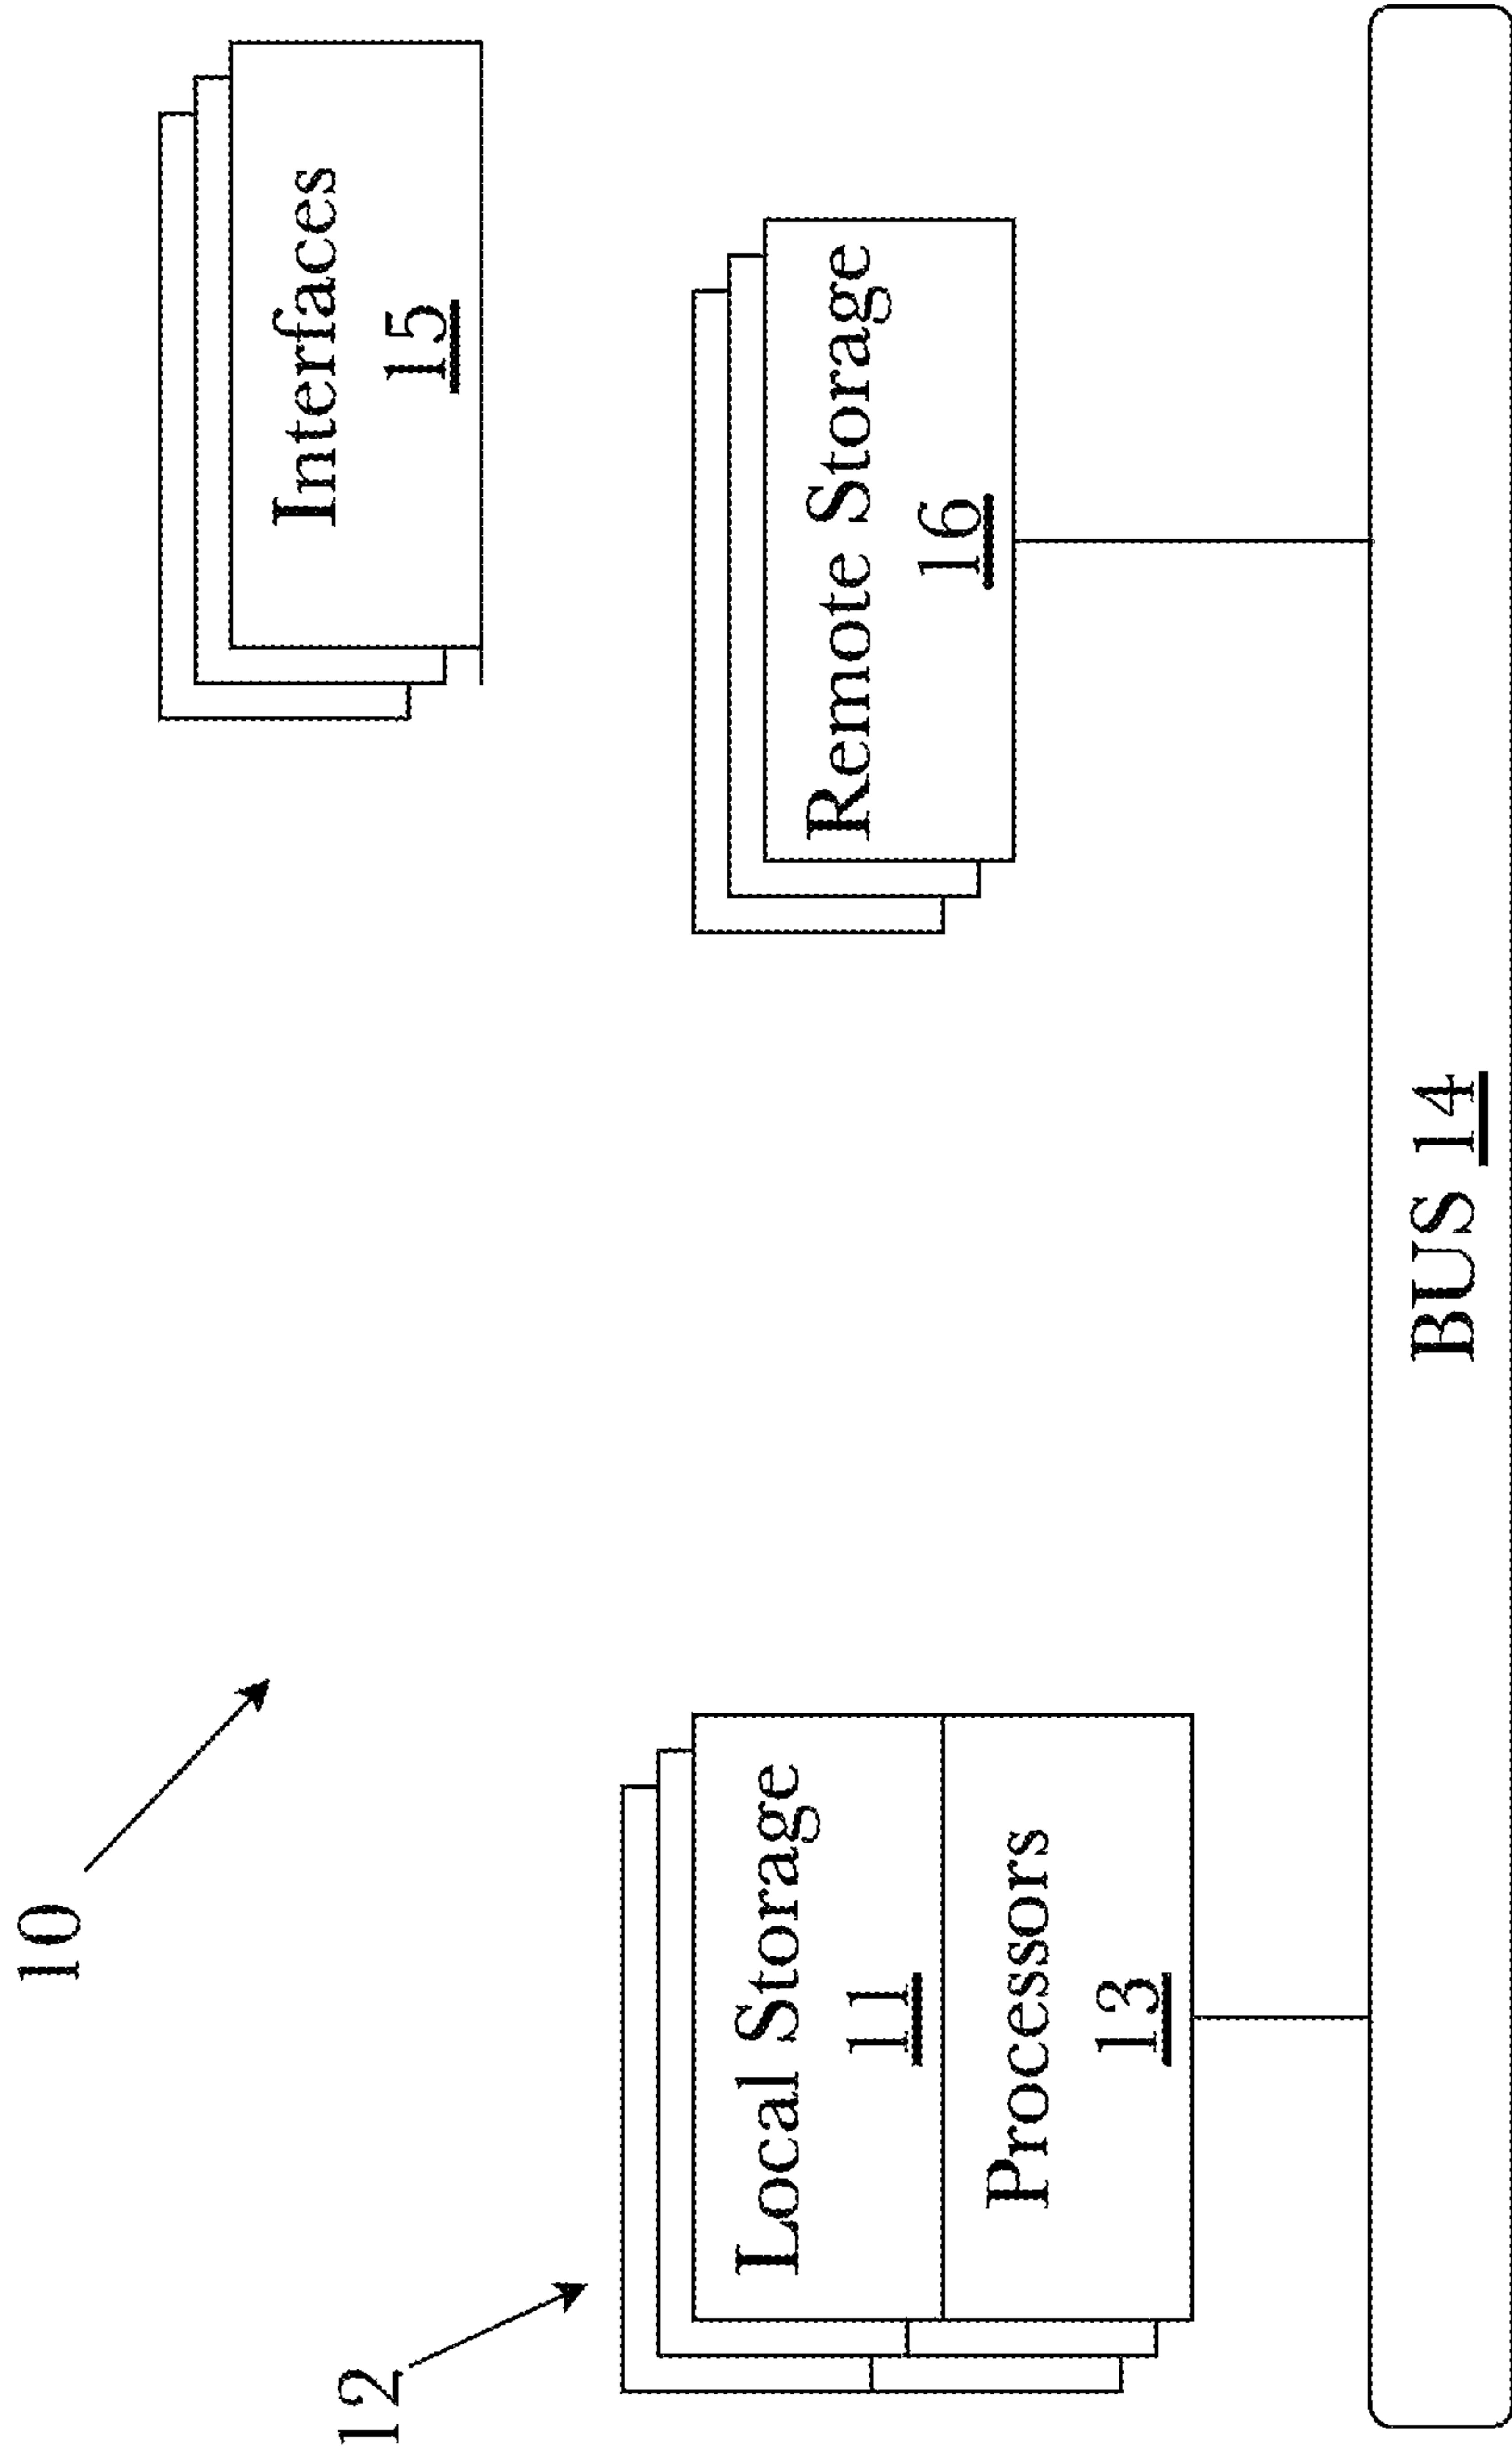 10
12
Interfaces
15
Local Storage
11
Remote Storage
16
Processors
13
BUS 14